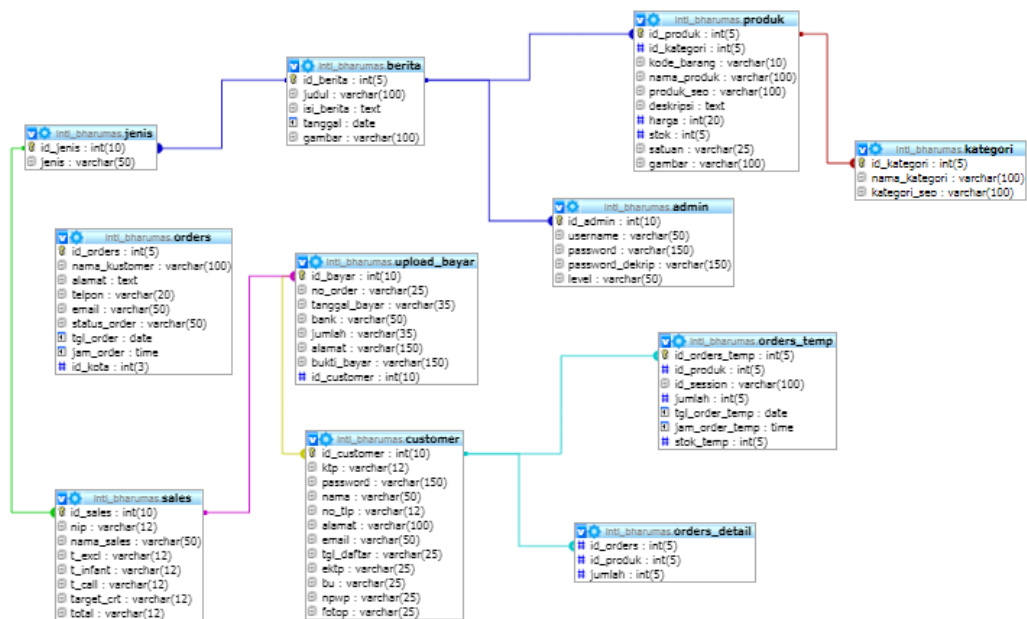 inti_bharumas.produk
id_produk : int(5)
id_kategori : int(5)
kode_barang : varchar(10)
nama_produk : varchar(100)
produk_seo : varchar(100)
deskripsi : text
harga : int(20)
stok : int(5)
satuan : varchar(25)
gambar : varchar(100)
inti_bharumas.berita
id_berita : int(5)
judul : varchar(100)
isi_berita : text
tanggal : date
gambar : varchar(100)
inti_bharumas.jenis
id_jenis : int(10)
jenis : varchar(50)
inti_bharumas.kategori
id_kategori : int(5)
nama_kategori : varchar(100)
kategori_seo : varchar(100)
inti_bharumas.admin
id_admin : int(10)
username : varchar(50)
password : varchar(150)
password_dekrip : varchar(150)
level : varchar(50)
inti_bharumas.orders
id_orders : int(5)
nama_kustomer : varchar(100)
alamat : text
telpon : varchar(20)
email : varchar(50)
status_order : varchar(50)
tgl_order : date
jam_order : time
id_kota : int(3)
inti_bharumas.upload_bayar
id_bayar : int(10)
no_order : varchar(25)
tanggal_bayar : varchar(35)
bank : varchar(50)
jumlah : varchar(35)
alamat : varchar(150)
bukti_bayar : varchar(150)
id_customer : int(10)
inti_bharumas.orders_temp
id_orders_temp : int(5)
id_produk : int(5)
id_session : varchar(100)
jumlah : int(5)
tgl_order_temp : date
jam_order_temp : time
stok_temp : int(5)
inti_bharumas.customer
id_customer : int(10)
ktp : varchar(12)
password : varchar(150)
nama : varchar(50)
no_tlp : varchar(12)
alamat : varchar(100)
email : varchar(50)
tgl_daftar : varchar(25)
ektp : varchar(25)
bu : varchar(25)
npwp : varchar(25)
fotop : varchar(25)
inti_bharumas.sales
id_sales : int(10)
nip : varchar(12)
nama_sales : varchar(50)
t_excl : varchar(12)
t_infant : varchar(12)
t_call : varchar(12)
target_crt : varchar(12)
total : varchar(12)
inti_bharumas.orders_detail
id_orders : int(5)
id_produk : int(5)
jumlah : int(5)